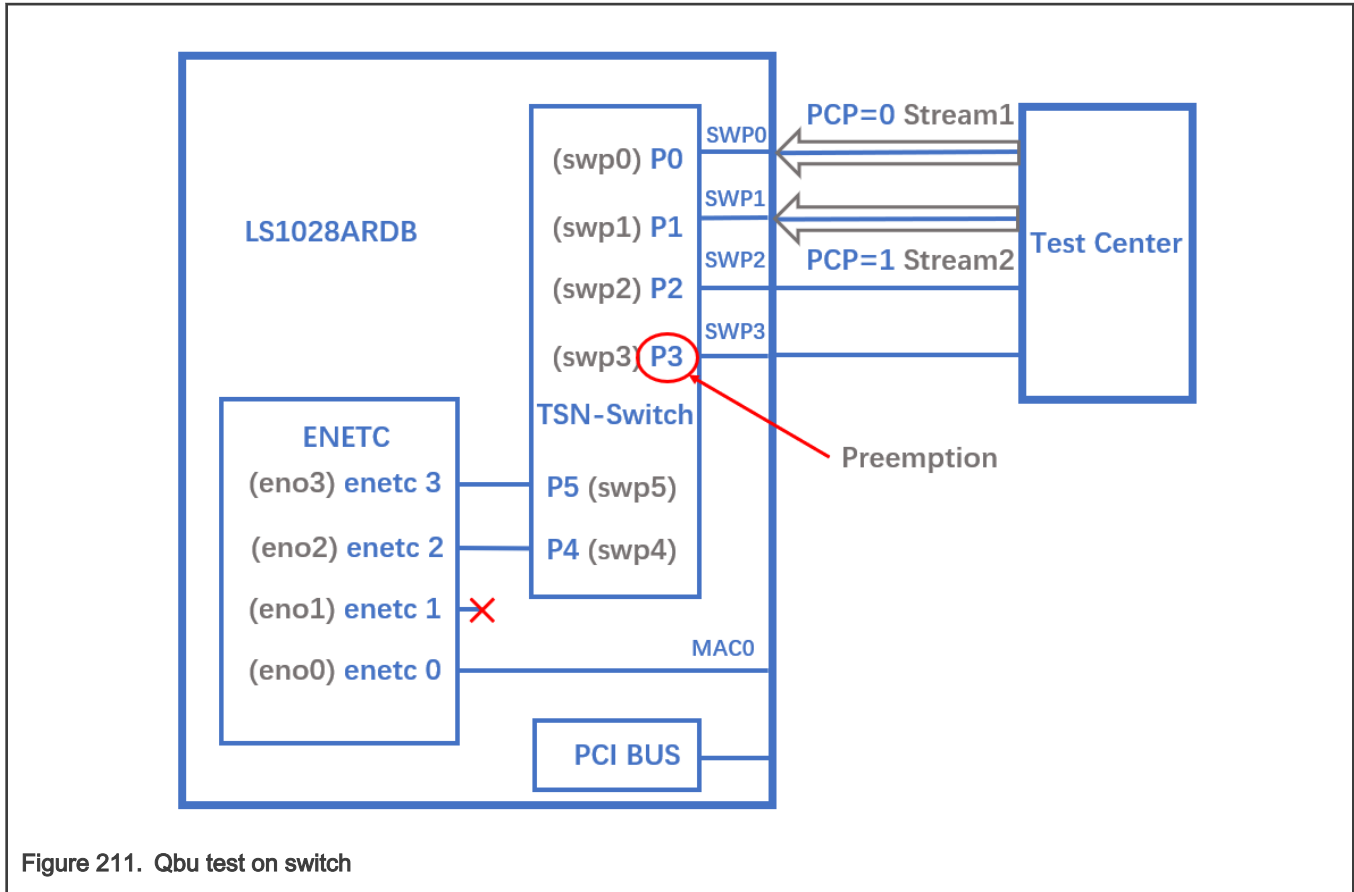 LS1028ARDB
(swp0) P0
(swp1) P1
(swp2) P2
(swp3) P3
TSN-Switch
P5 (swp5)
P4 (swp4)
SWP0
SWP1
SWP2
SWP3
PCP=0 Stream1
PCP=1 Stream2
Test Center
Preemption
ENETC
(eno3) enetc 3
(eno2) enetc 2
(eno1) enetc 1
(eno0) enetc 0
MAC0
PCI BUS
Figure 211. Qbu test on switch